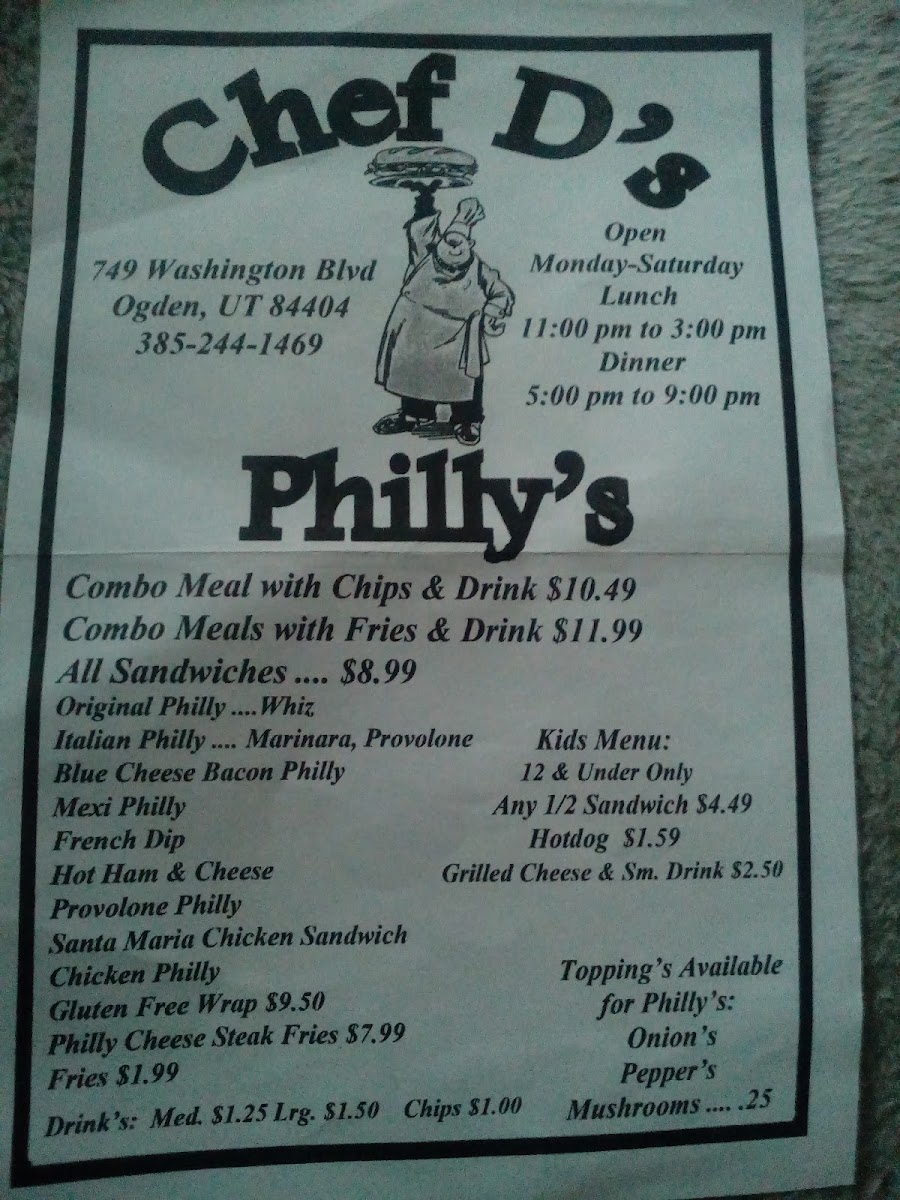 Chef D's
749 Washington Blvd
Ogden, UT 84404
385-244-1469
Open
Monday-Saturday
Lunch
11:00 pm to 3:00 pm
Dinner
5:00 pm to 9:00 pm
Philly's
Combo Meal with Chips & Drink $10.49
Combo Meals with Fries & Drink $11.99
All Sandwiches .... $8.99
Original Philly ....Whiz
Italian Philly .... Marinara, Provolone
Blue Cheese Bacon Philly
Mexi Philly
French Dip
Hot Ham & Cheese
Provolone Philly
Santa Maria Chicken Sandwich
Chicken Philly
Gluten Free Wrap $9.50
Philly Cheese Steak Fries $7.99
Fries $1.99
Drink's: Med. $1.25 Lrg. $1.50 Chips $1.00
Kids Menu:
12 & Under Only
Any 1/2 Sandwich $4.49
Hotdog $1.59
Grilled Cheese & Sm. Drink $2.50
Topping's Available
for Philly's:
Onion's
Pepper's
Mushrooms .... .25